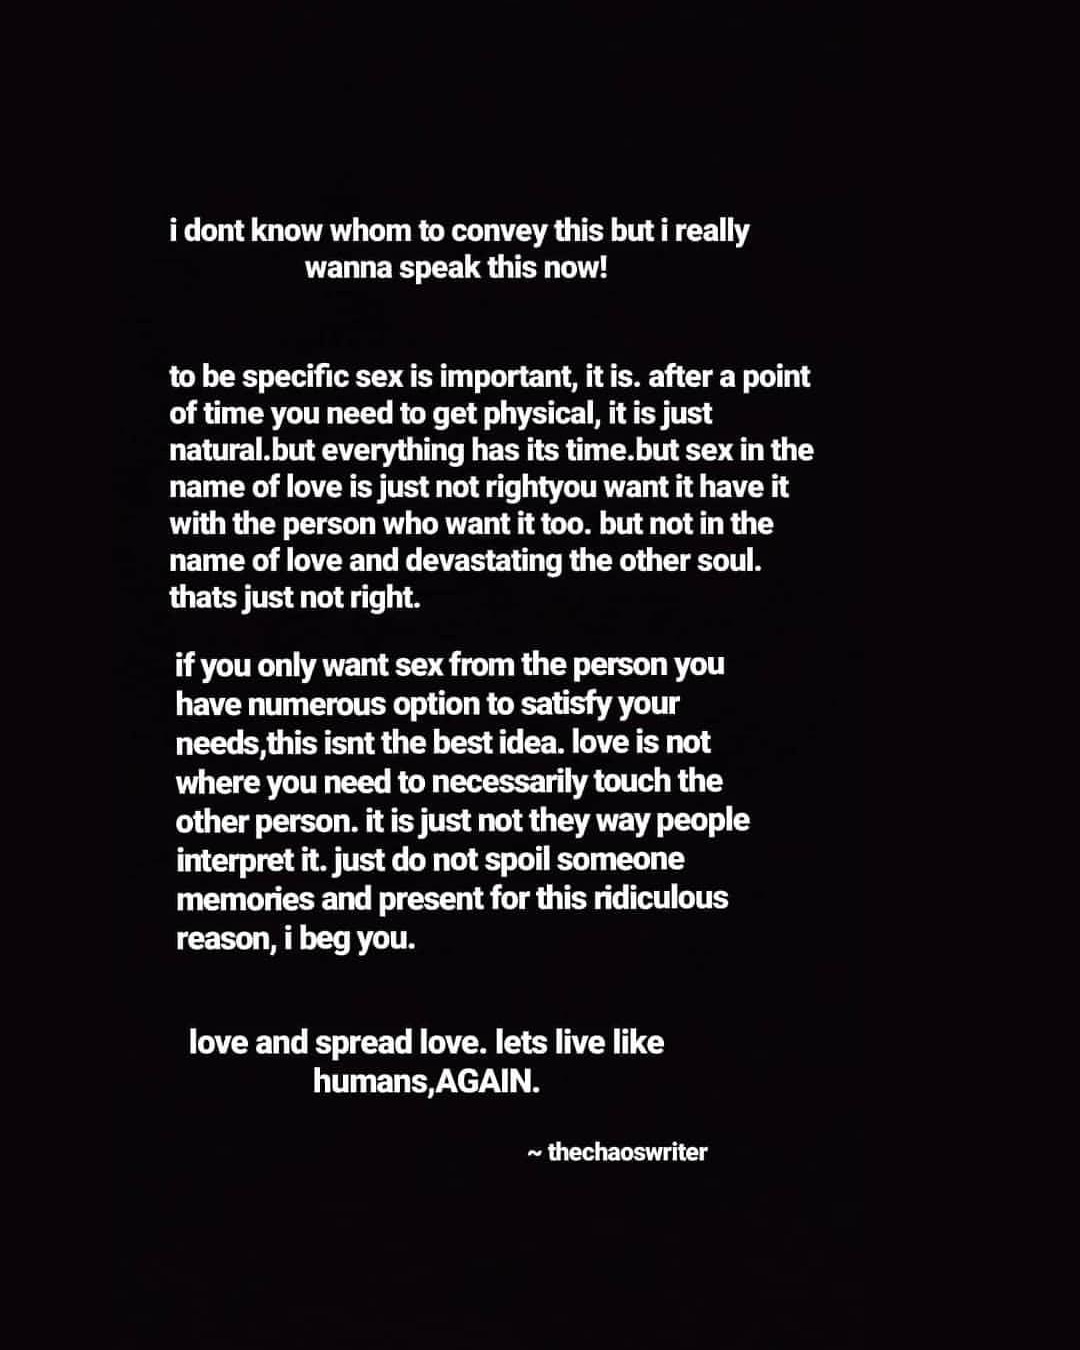 i dont know whom to convey this but i really
wanna speak this now!
to be specific sex is important, it is. after a point
of time you need to get physical, it is just
natural.but everything has its time.but sex in the
name of love is just not rightyou want it have it
with the person who want it too. but not in the
name of love and devastating the other soul.
thats just not right.
if you only want sex from the person you
have numerous option to satisfy your
needs,this isnt the best idea. love is not
where you need to necessarily touch the
other person. it is just not they way people
interpret it. just do not spoil someone
memories and present for this ridiculous
reason, i beg you.
love and spread love. lets live like
humans,AGAIN.
~ thechaoswriter